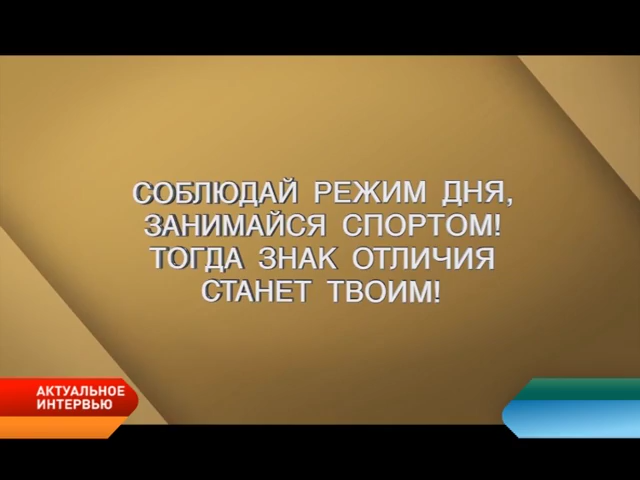 СОБЛЮДАЙ РЕЖИМ ДНЯ,
ЗАНИМАЙСЯ СПОРТОМ!
ТОГДА ЗНАК ОТЛИЧИЯ
СТАНЕТ ТВОИМ!
АКТУАЛЬНОЕ
ИНТЕРВЬЮ